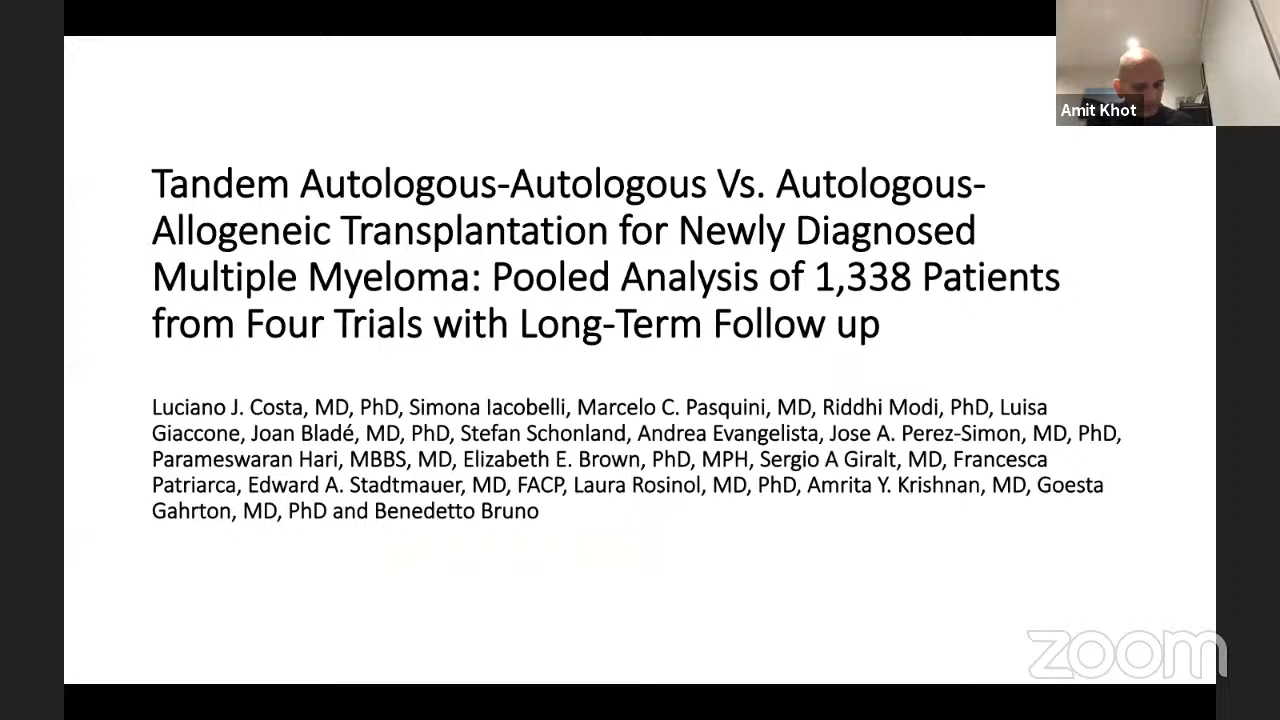 Amit Khot
Tandem Autologous-Autologous Vs. Autologous-
Allogeneic Transplantation for Newly Diagnosed
Multiple Myeloma: Pooled Analysis of 1,338 Patients
from Four Trials with Long-Term Follow up
Luciano J. Costa, MD, PhD, Simona Iacobelli, Marcelo C. Pasquini, MD, Riddhi Modi, PhD, Luisa
Giaccone, Joan Bladé, MD, PhD, Stefan Schonland, Andrea Evangelista, Jose A. Perez-Simon, MD, PhD,
Parameswaran Hari, MBBS, MD, Elizabeth E. Brown, PhD, MPH, Sergio A Giralt, MD, Francesca
Patriarca, Edward A. Stadtmauer, MD, FACP, Laura Rosinol, MD, PhD, Amrita Y. Krishnan, MD, Goesta
Gahrton, MD, PhD and Benedetto Bruno
zoom